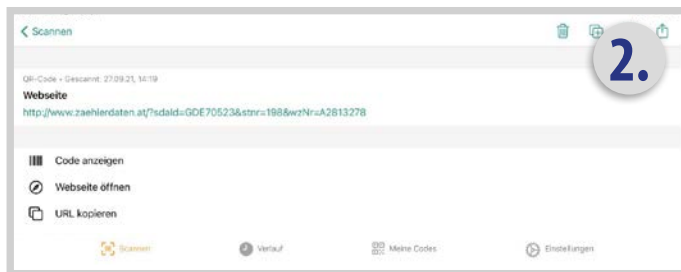 Scannen
2.
QR-Code • Gescannt: 27.09.21, 14:19
Webseite
http://www.zaehlerdaten.at/?sdaId=GDE70523&stnr=198&wzNr=A2813278
Code anzeigen
Webseite öffnen
URL kopieren
Scannen Verlauf Meine Codes Einstellungen